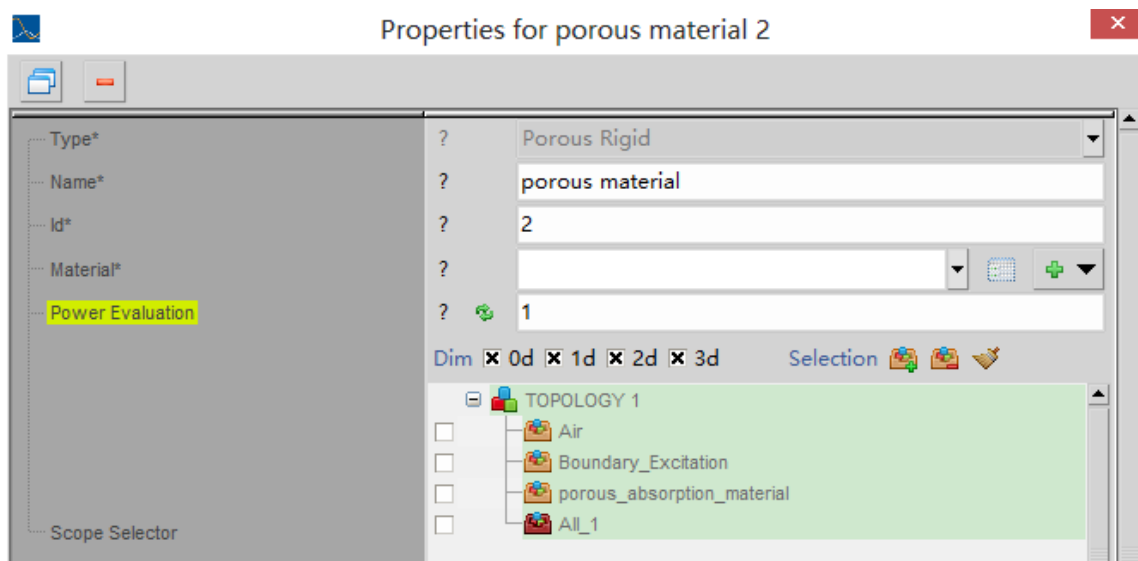 Properties for porous material 2
Type* ? Porous Rigid
Name* ? porous material
Id* ? 2
Material* ?
Power Evaluation ? 1
Dim 0d 1d 2d 3d Selection
TOPOLOGY 1
Air
Boundary_Excitation
porous_absorption_material
Scope Selector All_1